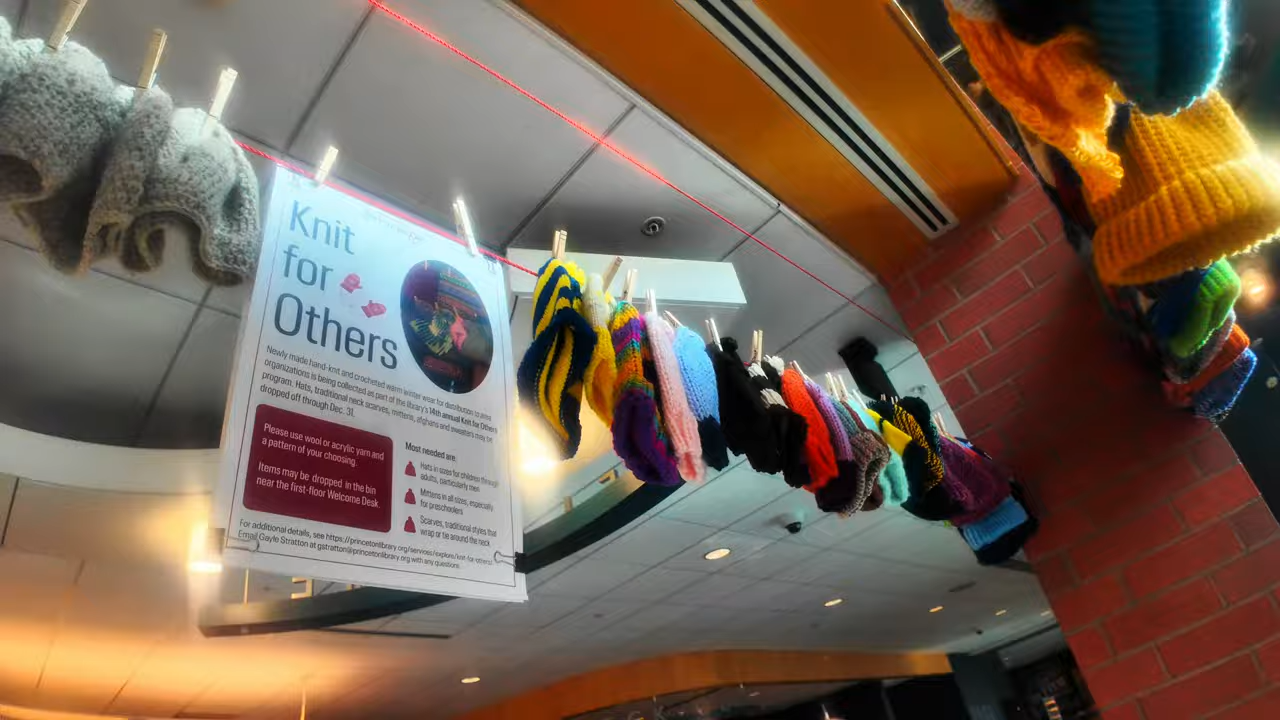 Knit
for
Others
Newly made hand-knit and crocheted warm winter wear for distribution to area
organizations is being collected as part of the library's 14th annual Knit for Others
program. Hats, traditional neck scarves, mittens, afghans and sweaters may be
dropped off through Dec. 31.
Please use wool or acrylic yarn and
a pattern of your choosing.
Items may be dropped in the bin
near the first-floor Welcome Desk.
Most needed are:
Hats in sizes for children through
adults, particularly men
Mittens in all sizes, especially
for preschoolers
Scarves, traditional styles that
wrap or tie around the neck
For additional details, see https://princetonlibrary.org/services/explore/knit-for-others/
Email Gayle Stratton at gstratton@princetonlibrary.org with any questions.